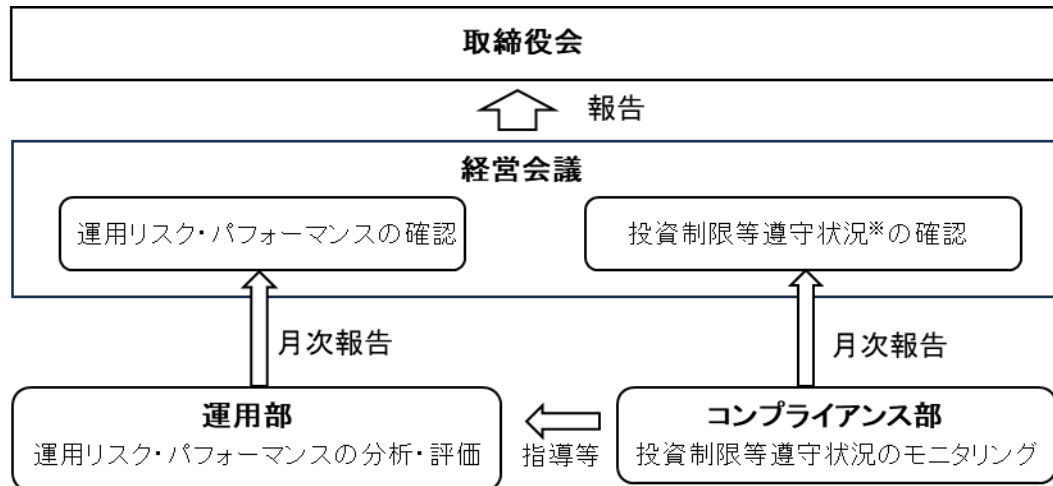 取締役会
報告
経営会議
運用リスク・パフォーマンスの確認
投資制限等遵守状況※の確認
月次報告
月次報告
運用部
運用リスク・パフォーマンスの分析・評価
指導等
コンプライアンス部
投資制限等遵守状況のモニタリング